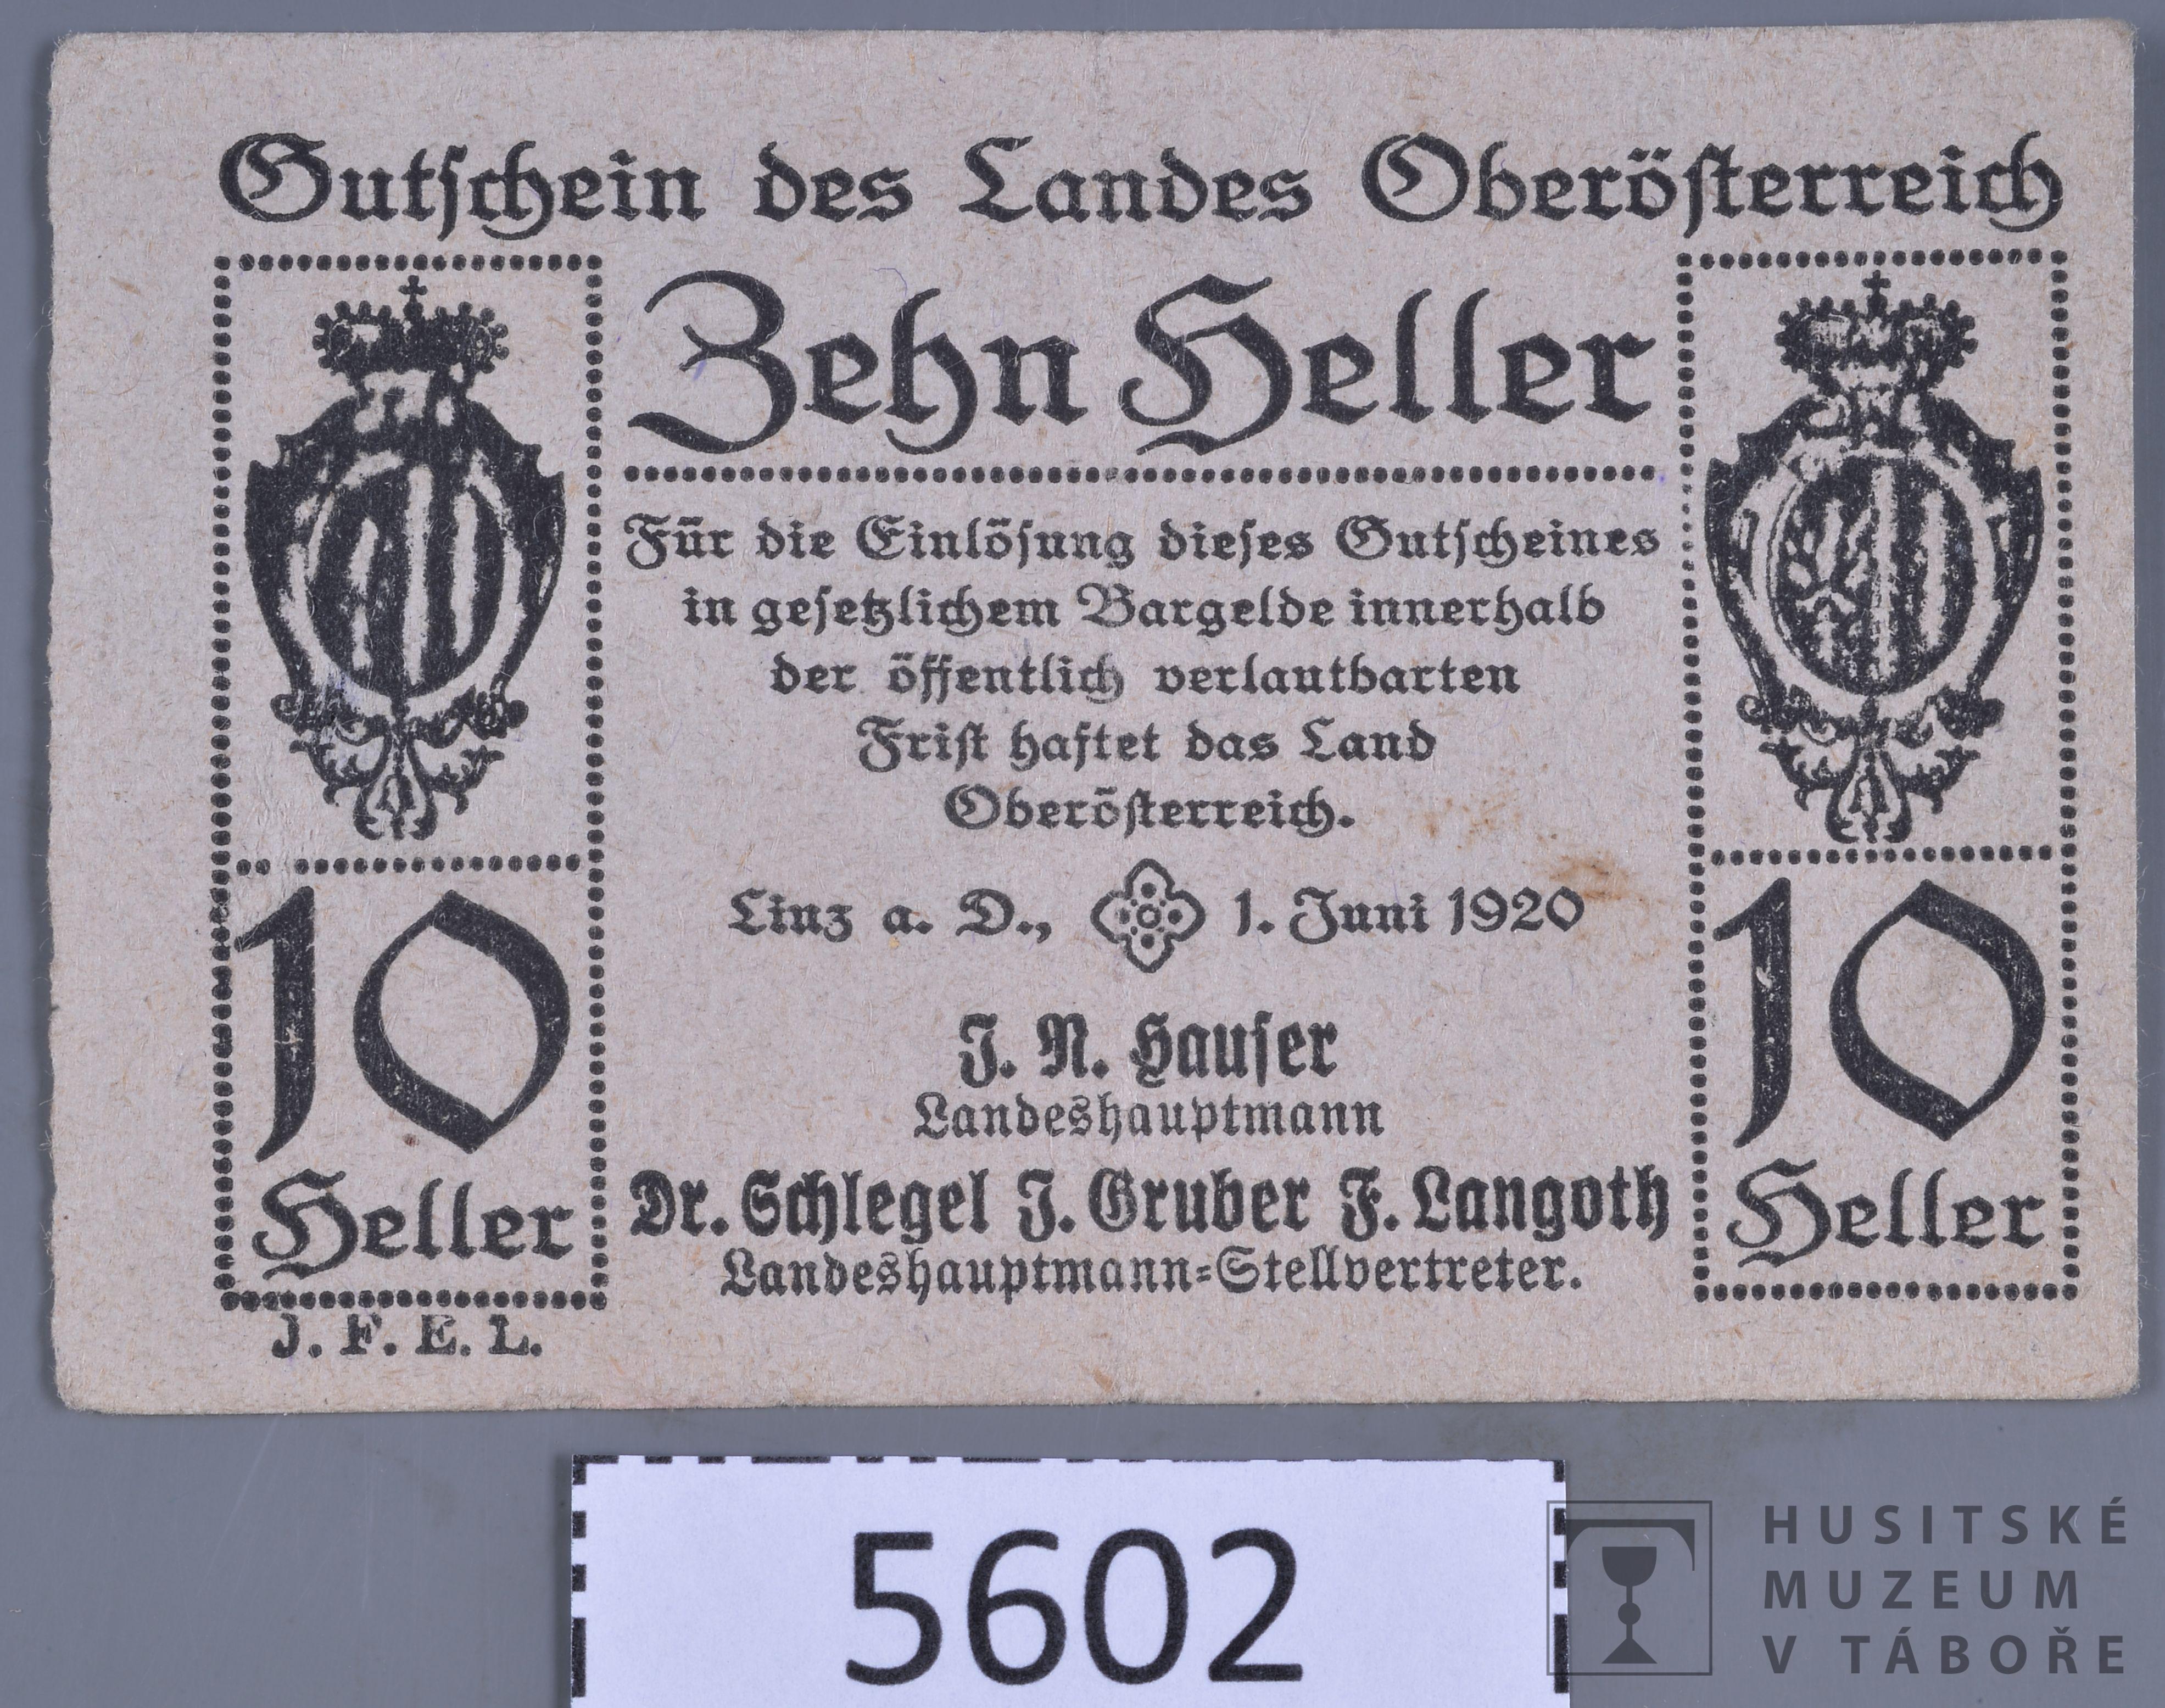 Gutschein des Landes Oberösterreich
Zehn Heller
Für die Einlösung dieses Gutscheines
in gesetzlichem Bargelde innerhalb
der öffentlich verlautbarten
Frist haftet das Land
Oberösterreich.
Linz a. D., 1. Juni 1920
J. N. Hauser
Landeshauptmann
Dr. Schlegel J. Gruber F. Langoth
Landeshauptmann=Stellvertreter.
10
Heller
J. F. E. L.
10
Heller
5602
HUSITSKÉ
MUZEUM
V TÁBOŘE